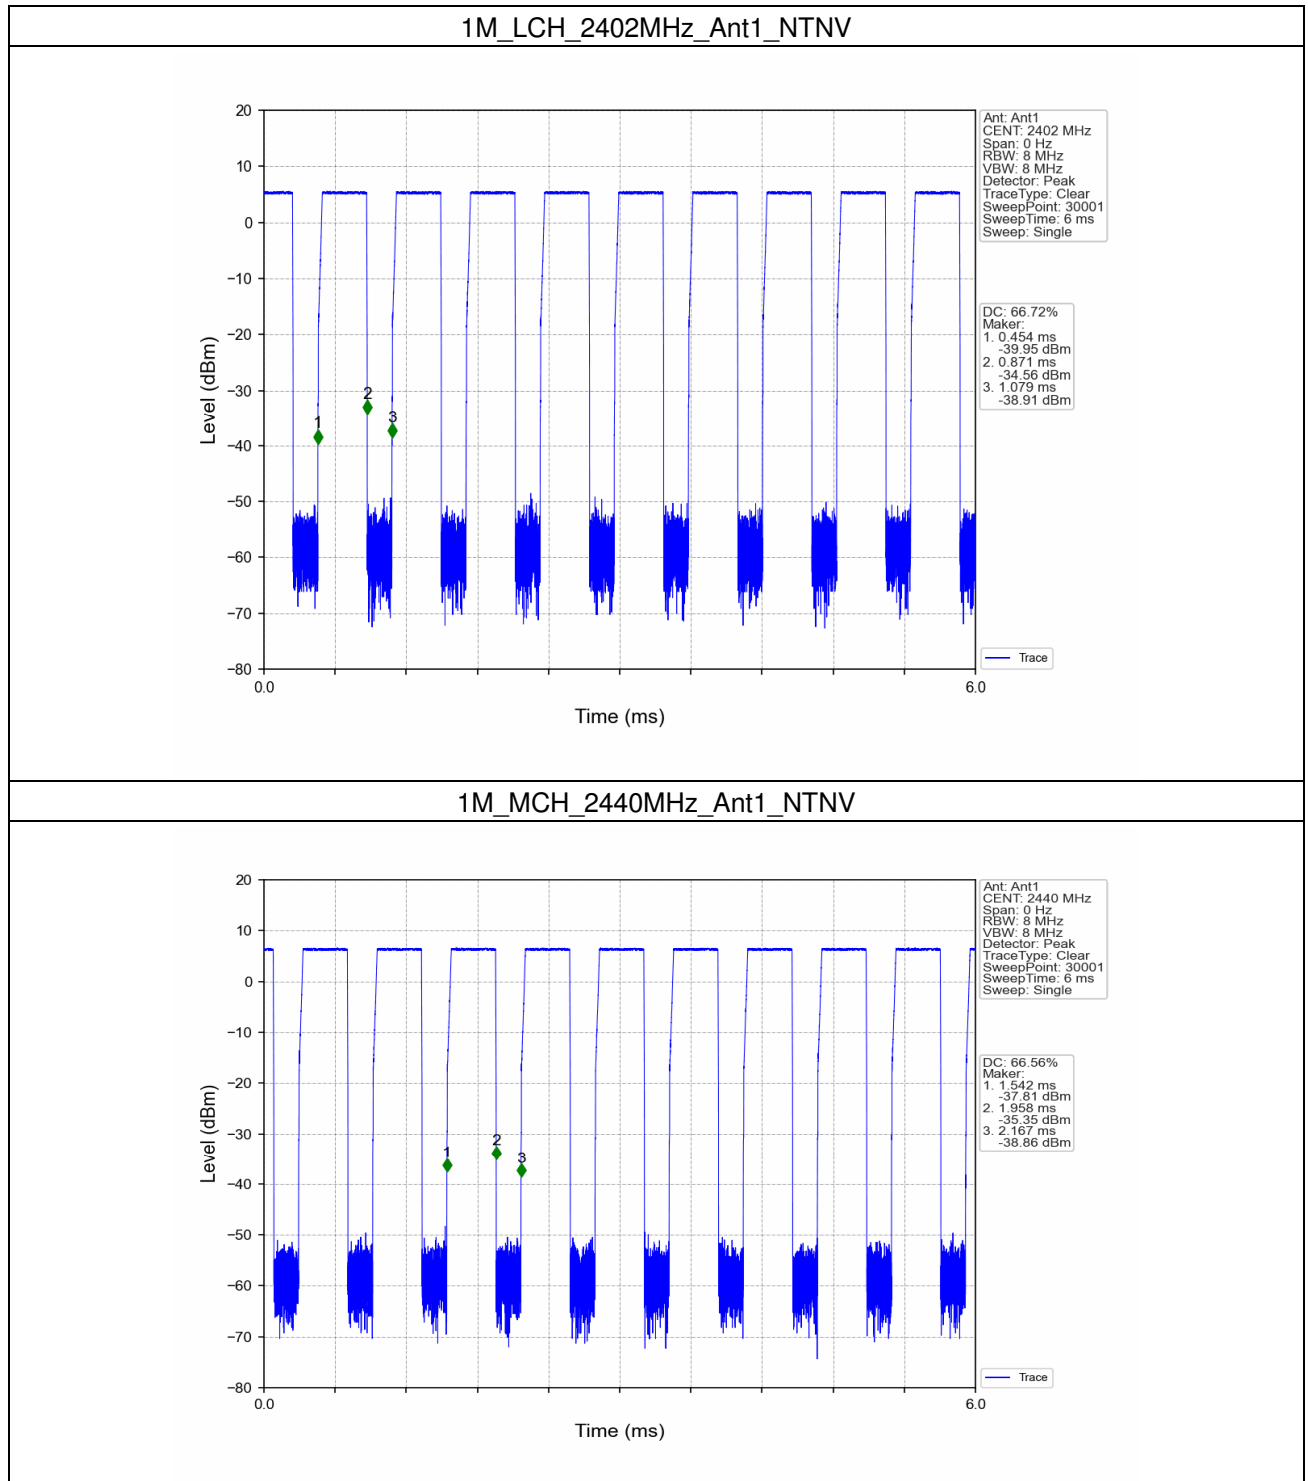 1M_LCH_2402MHz_Ant1_NTNV
20
10
0
−10
−20
−30
−40
−50
−60
−70
−80
Level (dBm)
1
2
3
0.0
6.0
Time (ms)
Ant: Ant1
CENT: 2402 MHz
Span: 0 Hz
RBW: 8 MHz
VBW: 8 MHz
Detector: Peak
TraceType: Clear
SweepPoint: 30001
SweepTime: 6 ms
Sweep: Single
DC: 66.72%
Maker:
1. 0.454 ms
-39.95 dBm
2. 0.871 ms
-34.56 dBm
3. 1.079 ms
-38.91 dBm
Trace
1M_MCH_2440MHz_Ant1_NTNV
20
10
0
−10
−20
−30
−40
−50
−60
−70
−80
Level (dBm)
1
2
3
0.0
6.0
Time (ms)
Ant: Ant1
CENT: 2440 MHz
Span: 0 Hz
RBW: 8 MHz
VBW: 8 MHz
Detector: Peak
TraceType: Clear
SweepPoint: 30001
SweepTime: 6 ms
Sweep: Single
DC: 66.56%
Maker:
1. 1.542 ms
-37.81 dBm
2. 1.958 ms
-35.35 dBm
3. 2.167 ms
-38.86 dBm
Trace